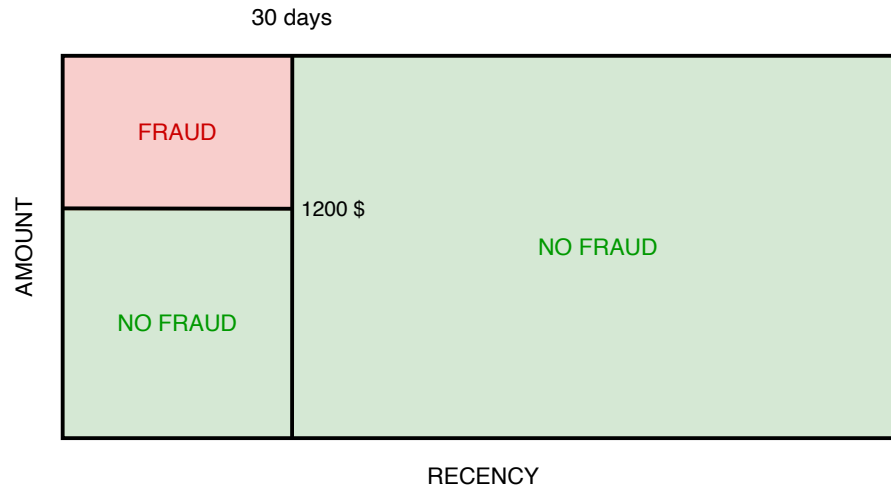 30 days
FRAUD
AMOUNT
1200 $
NO FRAUD
NO FRAUD
RECENCY